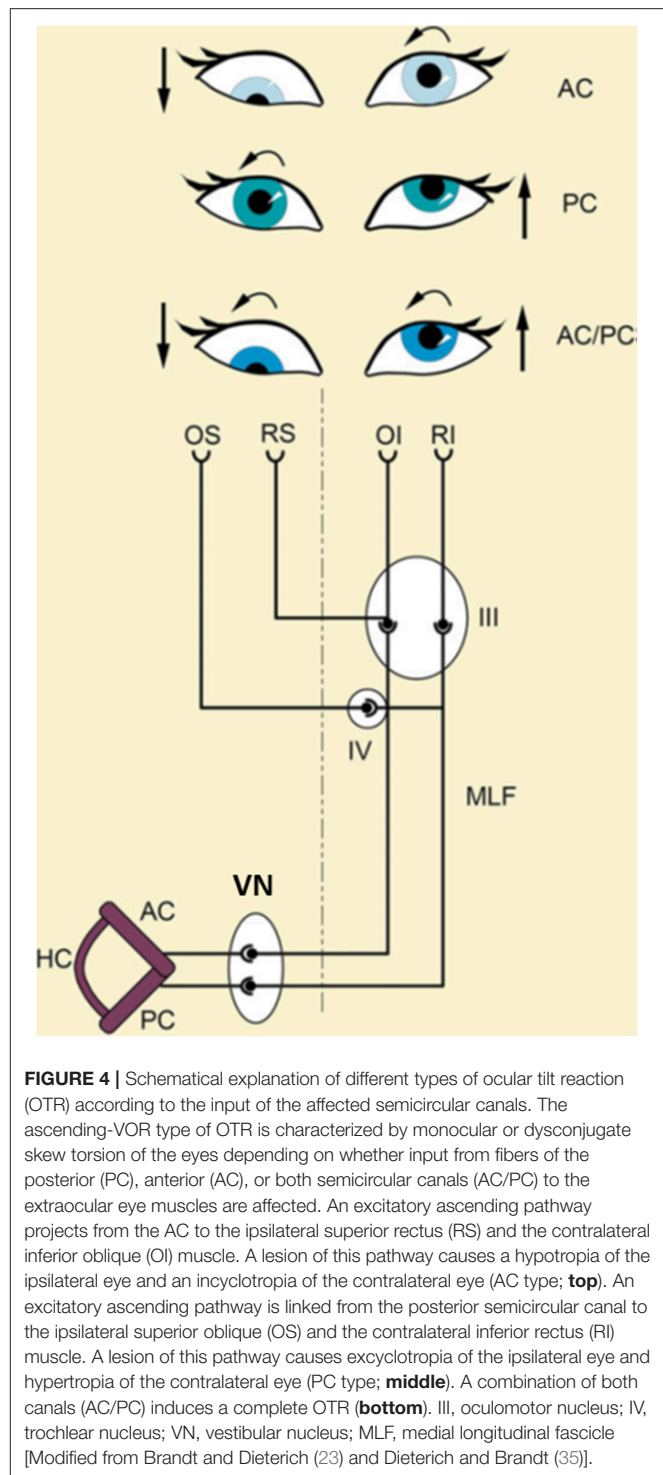 AC
PC
AC/PC
OS RS OI RI
III
IV
MLF
VN
AC
HC
PC
FIGURE 4 | Schematical explanation of different types of ocular tilt reaction
(OTR) according to the input of the affected semicircular canals. The
ascending-VOR type of OTR is characterized by monocular or dysconjugate
skew torsion of the eyes depending on whether input from fibers of the
posterior (PC), anterior (AC), or both semicircular canals (AC/PC) to the
extraocular eye muscles are affected. An excitatory ascending pathway
projects from the AC to the ipsilateral superior rectus (RS) and the contralateral
inferior oblique (OI) muscle. A lesion of this pathway causes a hypotropia of the
ipsilateral eye and an incyclotropia of the contralateral eye (AC type; top). An
excitatory ascending pathway is linked from the posterior semicircular canal to
the ipsilateral superior oblique (OS) and the contralateral inferior rectus (RI)
muscle. A lesion of this pathway causes excyclotropia of the ipsilateral eye and
hypertropia of the contralateral eye (PC type; middle). A combination of both
canals (AC/PC) induces a complete OTR (bottom). III, oculomotor nucleus; IV,
trochlear nucleus; VN, vestibular nucleus; MLF, medial longitudinal fascicle
[Modified from Brandt and Dieterich (23) and Dieterich and Brandt (35)].